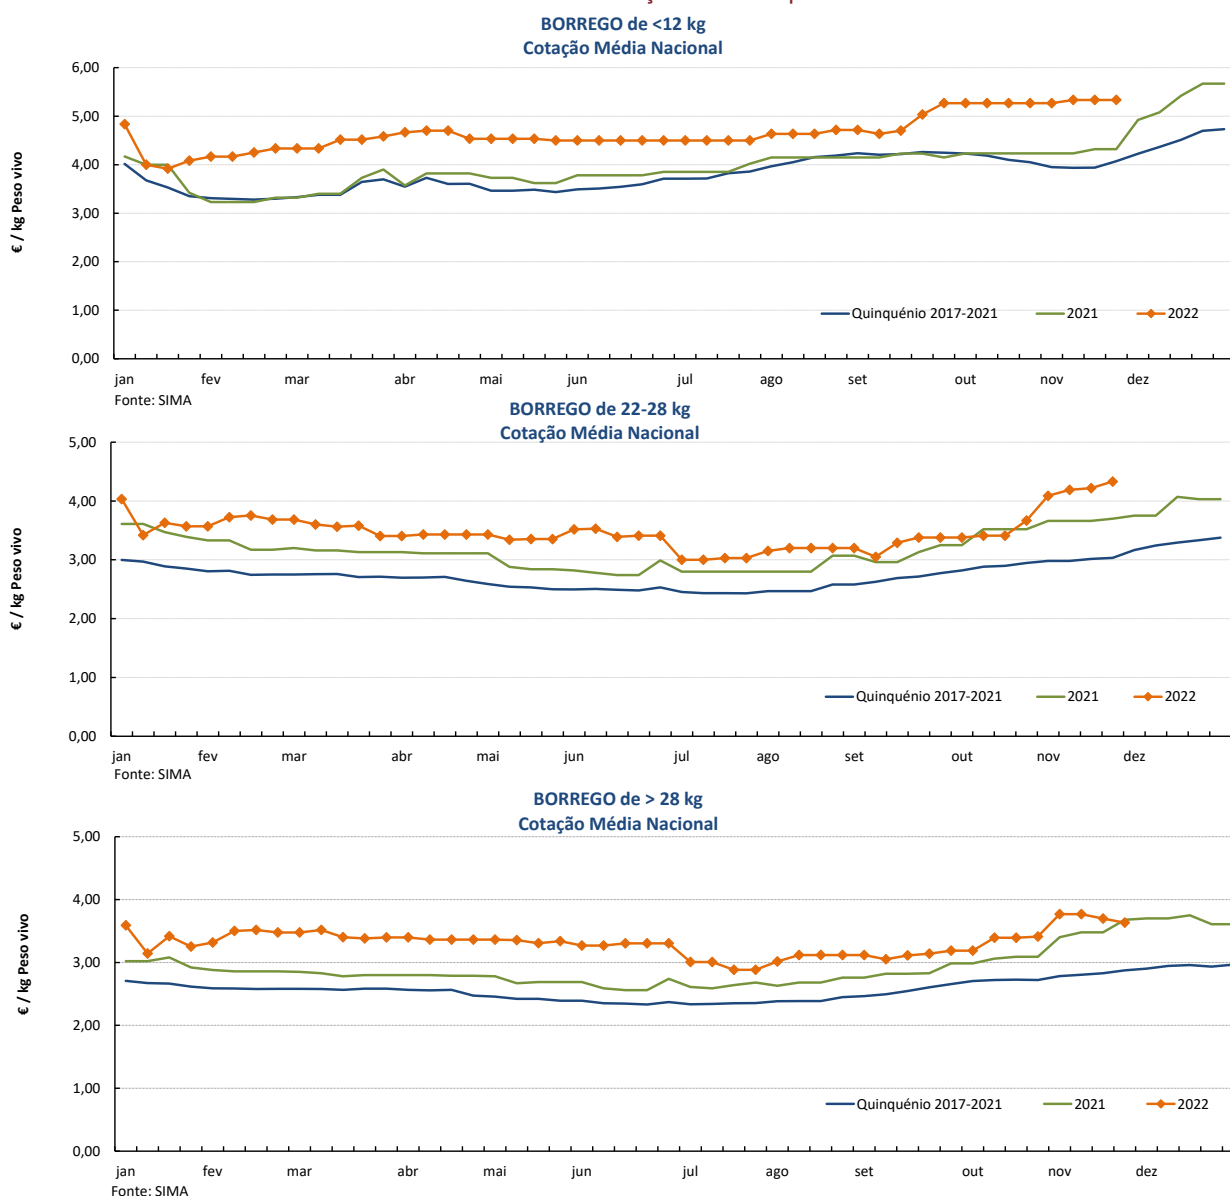 BORREGO de <12 kg
Cotação Média Nacional
6,00
5,00
4,00
3,00
2,00
1,00
0,00
€ / kg Peso vivo
Quinquénio 2017-2021 2021 2022
jan fev mar abr mai jun jul ago set out nov dez
Fonte: SIMA
BORREGO de 22-28 kg
Cotação Média Nacional
5,00
4,00
3,00
2,00
1,00
0,00
€ / kg Peso vivo
Quinquénio 2017-2021 2021 2022
jan fev mar abr mai jun jul ago set out nov dez
Fonte: SIMA
BORREGO de > 28 kg
Cotação Média Nacional
5,00
4,00
3,00
2,00
1,00
0,00
€ / kg Peso vivo
Quinquénio 2017-2021 2021 2022
jan fev mar abr mai jun jul ago set out nov dez
Fonte: SIMA